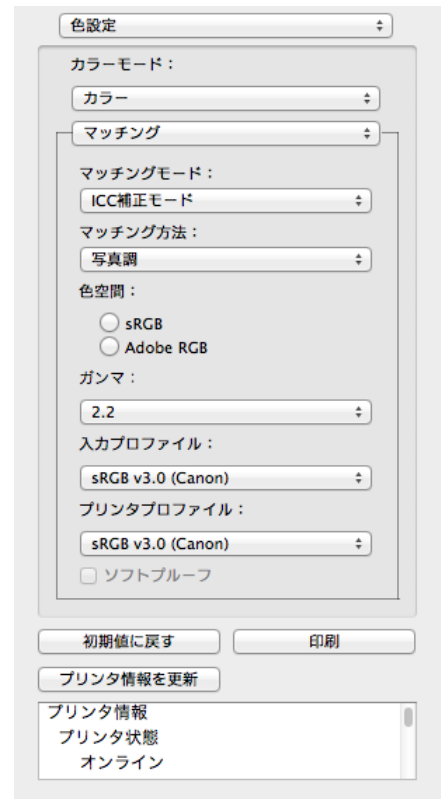 色設定
カラーモード：
カラー
マッチング
マッチングモード：
ICC補正モード
マッチング方法：
写真調
色空間：
sRGB
Adobe RGB
ガンマ：
2.2
入力プロファイル：
sRGB v3.0 (Canon)
プリンタプロファイル：
sRGB v3.0 (Canon)
ソフトプルーフ
初期値に戻す 印刷
プリンタ情報を更新
プリンタ情報
プリンタ状態
オンライン